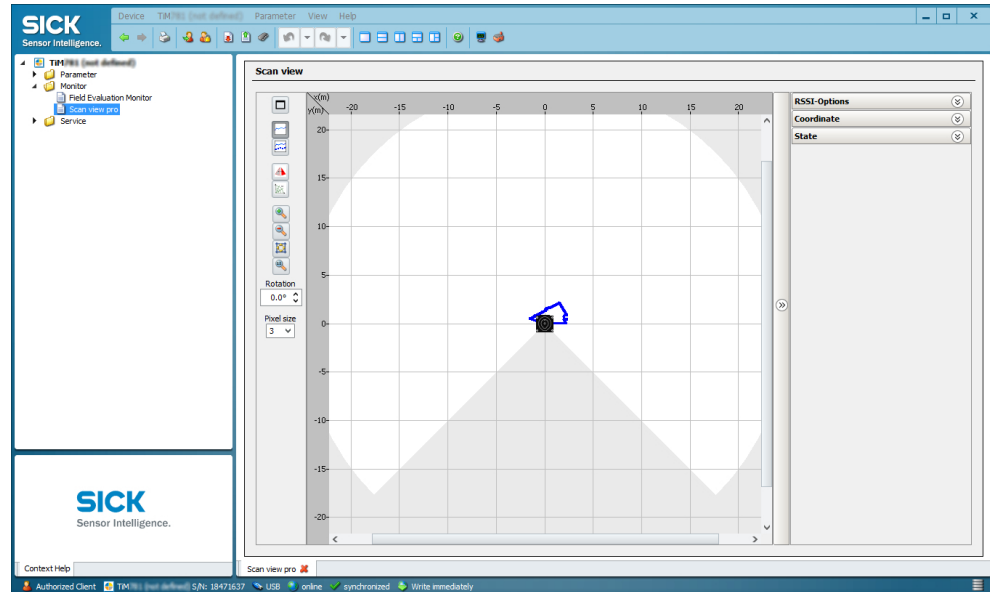 SICK
Sensor Intelligence.
Device TiM Parameter View Help
TiM
Parameter
Monitor
Field Evaluation Monitor
Scan view pro
Service
Scan view
x(m)
y(m)
-20 -15 -10 -5 0 5 10 15 20
20
15
10
5
0
-5
-10
-15
-20
Rotation
0.0°
Pixel size
3
RSSI-Options
Coordinate
State
SICK
Sensor Intelligence.
Context Help
Scan view pro
Authorized Client TiM S/N: 18471637 USB online synchronized Write immediately